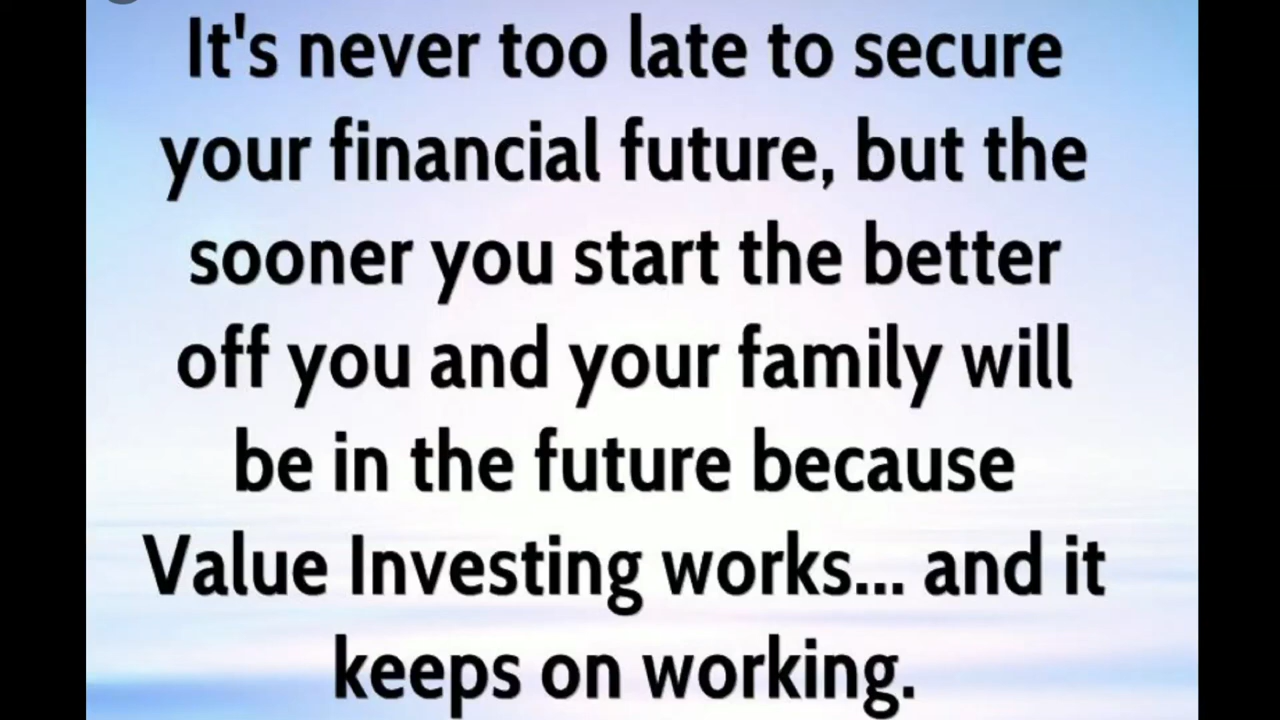 It's never too late to secure
your financial future, but the
sooner you start the better
off you and your family will
be in the future because
Value Investing works... and it
keeps on working.